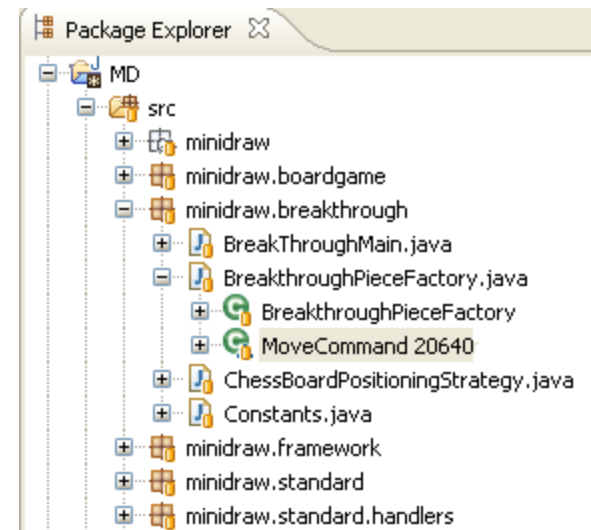 Package Explorer
MD
src
minidraw
minidraw.boardgame
minidraw.breakthrough
BreakThroughMain.java
BreakthroughPieceFactory.java
BreakthroughPieceFactory
MoveCommand 20640
ChessBoardPositioningStrategy.java
Constants.java
minidraw.framework
minidraw.standard
minidraw.standard.handlers